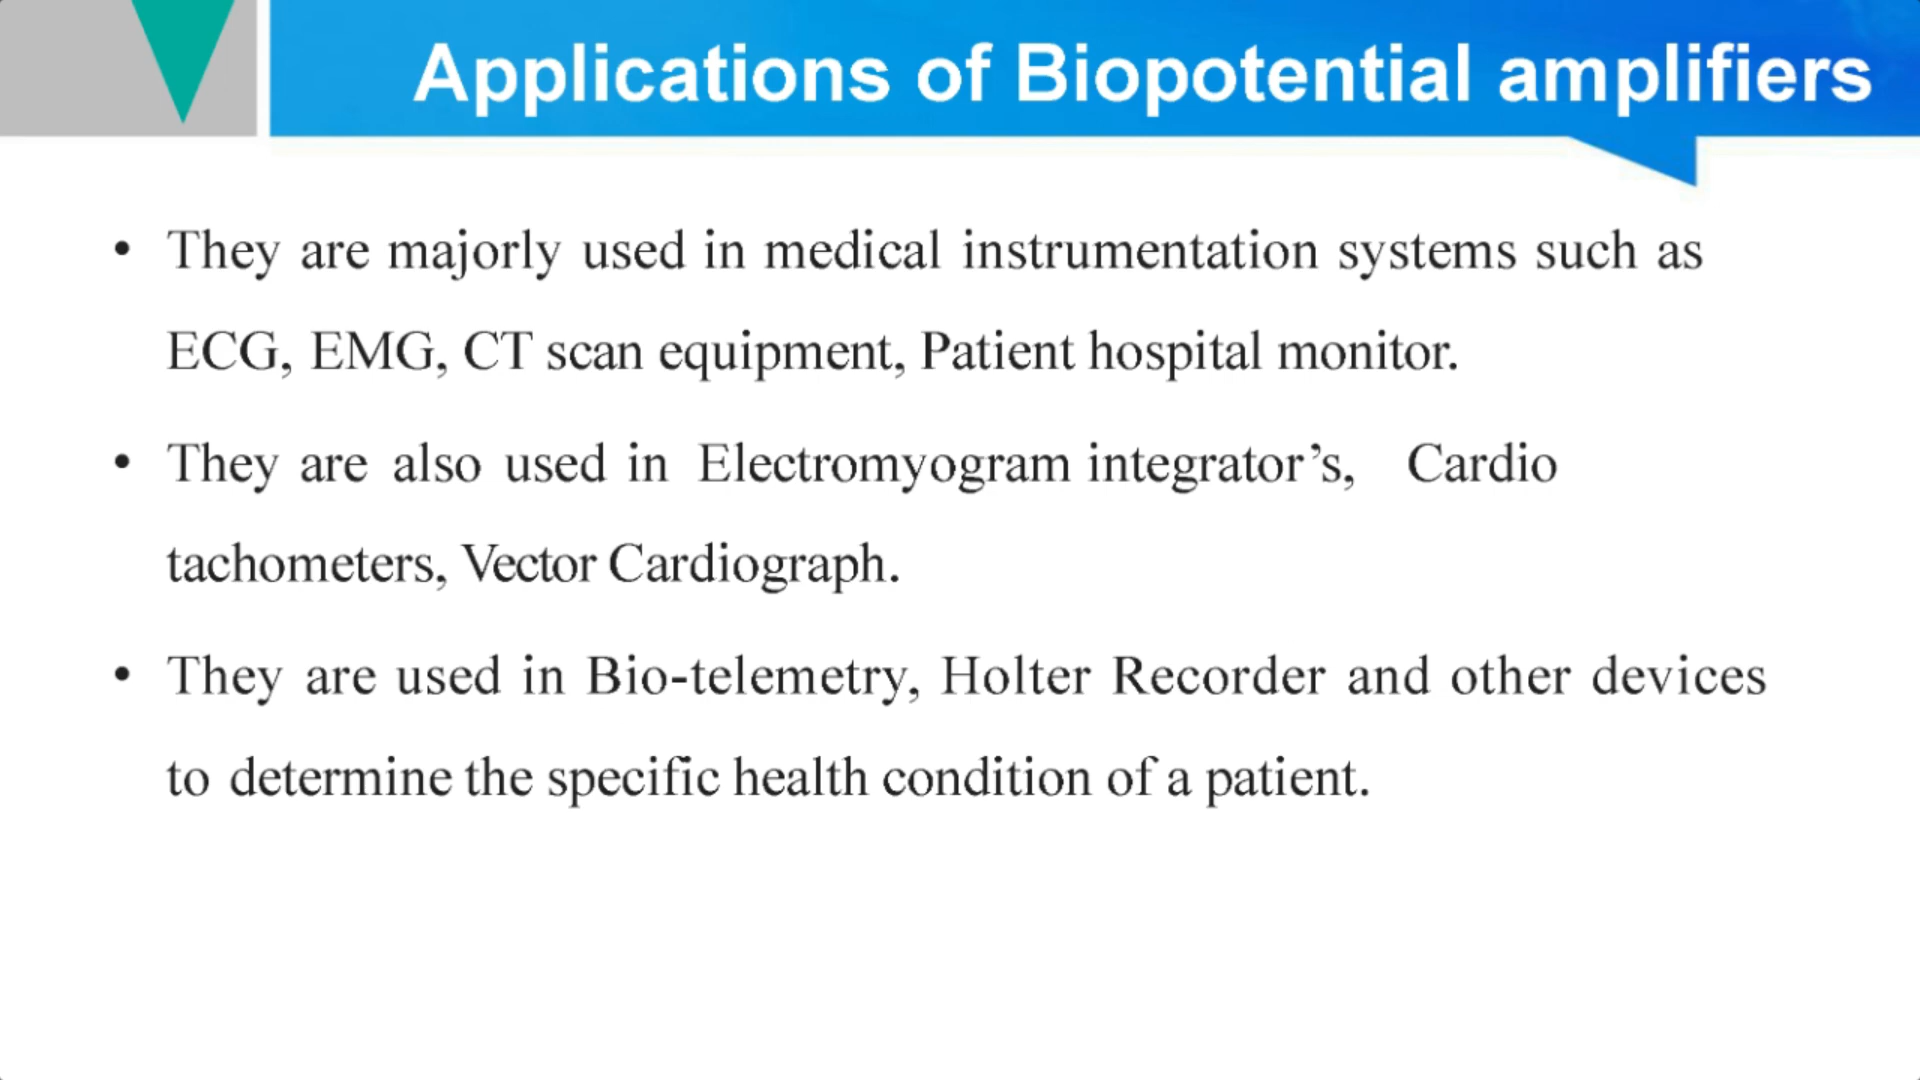 Applications of Biopotential amplifiers
• They are majorly used in medical instrumentation systems such as
ECG, EMG, CT scan equipment, Patient hospital monitor.
• They are also used in Electromyogram integrator’s, Cardio
tachometers, Vector Cardiograph.
• They are used in Bio-telemetry, Holter Recorder and other devices
to determine the specific health condition of a patient.